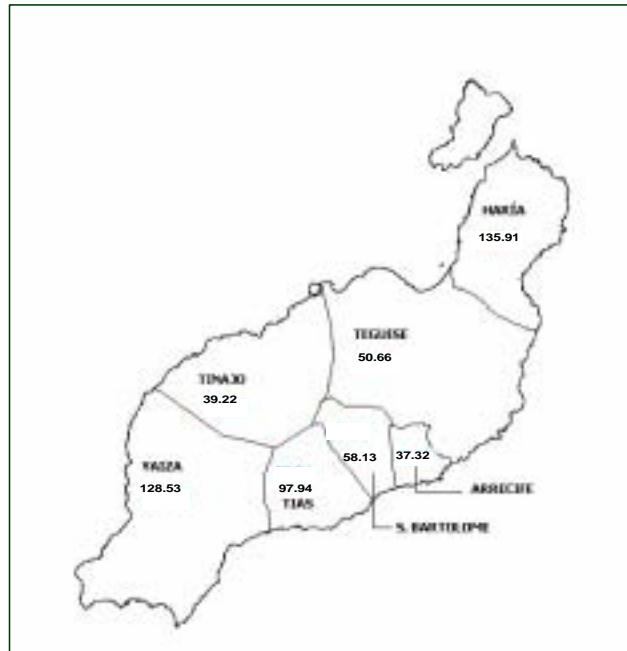 HARÍA
135.91
TEGUISE
50.66
TINAJO
39.22
58.13
37.32
YAIZA
128.53
97.94
TIAS
ARRECIFE
S. BARTOLOME